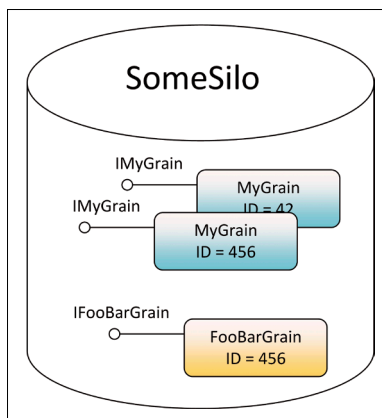 SomeSilo
IMyGrain
MyGrain
ID = 42
IMyGrain
MyGrain
ID = 456
IFooBarGrain
FooBarGrain
ID = 456